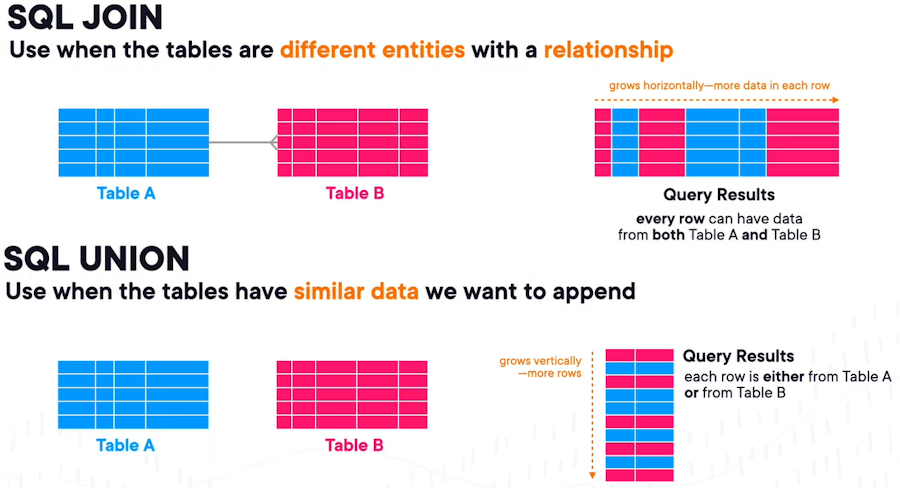 SQL JOIN
Use when the tables are different entities with a relationship
grows horizontally—more data in each row
Table A
Table B
Query Results
every row can have data
from both Table A and Table B
SQL UNION
Use when the tables have similar data we want to append
grows vertically
—more rows
Query Results
each row is either from Table A
or from Table B
Table A
Table B